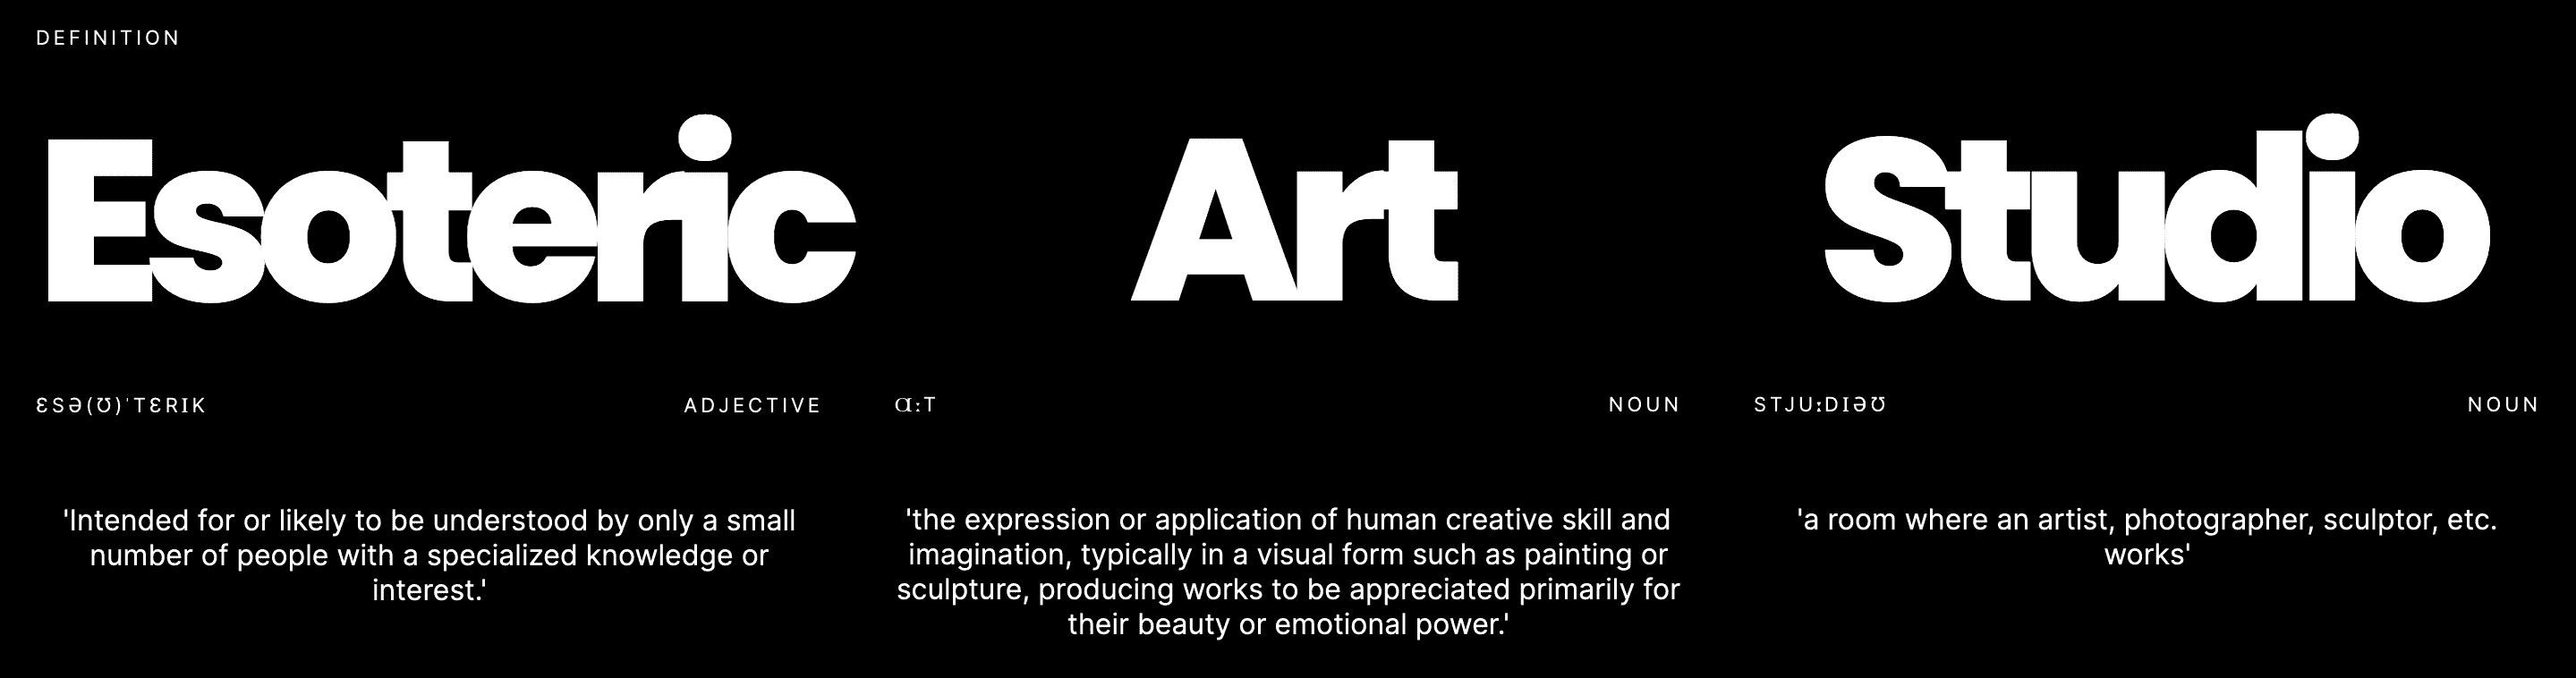 DEFINITION
Esoteric
Art
Studio
ƐSƏ(Ʊ)ˈTƐRIK
ADJECTIVE
ⱭːT
NOUN
STJUːDIƏƱ
NOUN
'Intended for or likely to be understood by only a small
number of people with a specialized knowledge or
interest.'
'the expression or application of human creative skill and
imagination, typically in a visual form such as painting or
sculpture, producing works to be appreciated primarily for
their beauty or emotional power.'
'a room where an artist, photographer, sculptor, etc.
works'